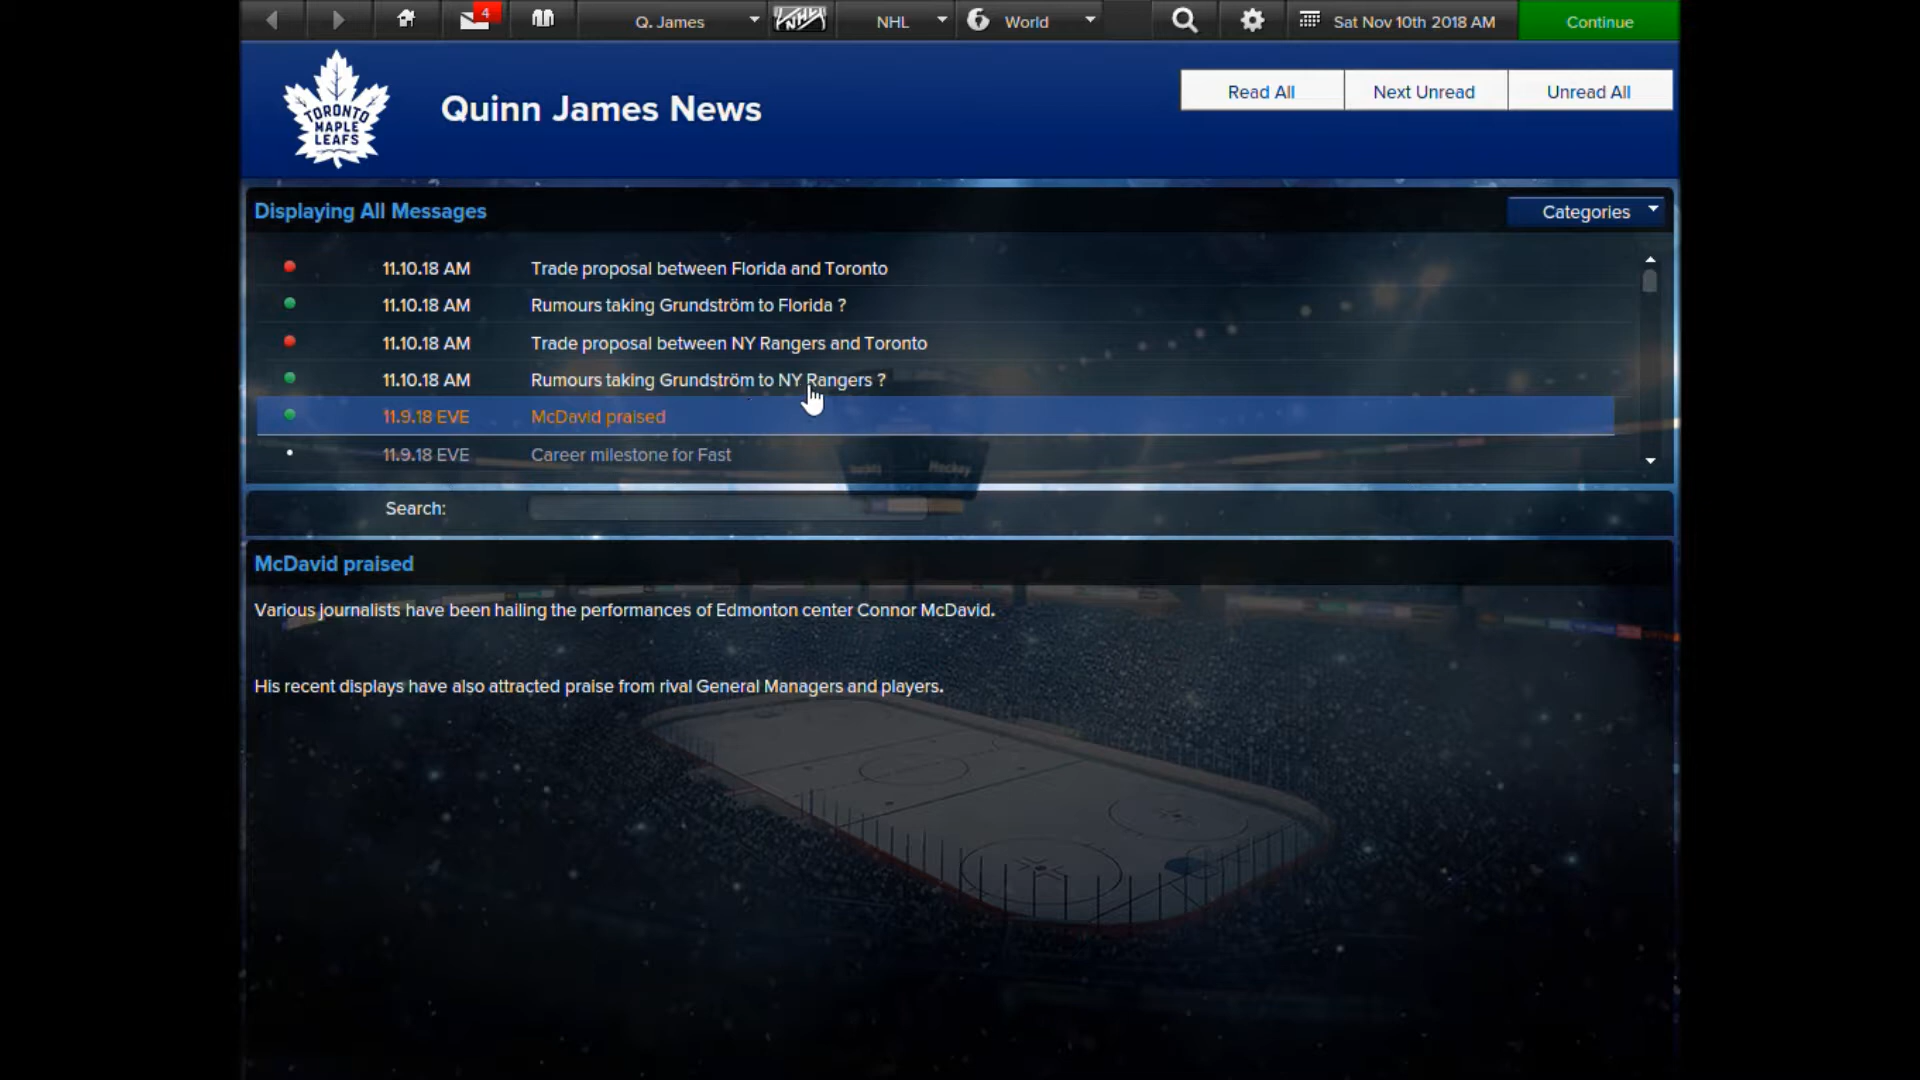 4
Q. James
NHL
NHL
World
Sat Nov 10th 2018 AM
Continue
TORONTO
MAPLE
LEAFS
Quinn James News
Read All
Next Unread
Unread All
Displaying All Messages
Categories
11.10.18 AM Trade proposal between Florida and Toronto
11.10.18 AM Rumours taking Grundström to Florida ?
11.10.18 AM Trade proposal between NY Rangers and Toronto
11.10.18 AM Rumours taking Grundström to NY Rangers ?
11.9.18 EVE McDavid praised
11.9.18 EVE Career milestone for Fast
Hockey
Search:
McDavid praised
Various journalists have been hailing the performances of Edmonton center Connor McDavid.
His recent displays have also attracted praise from rival General Managers and players.